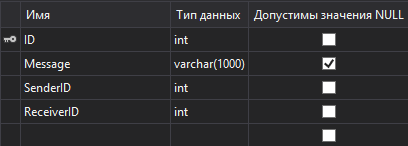 Имя Тип данных Допустимы значения NULL
ID int
Message varchar(1000)
SenderID int
ReceiverID int